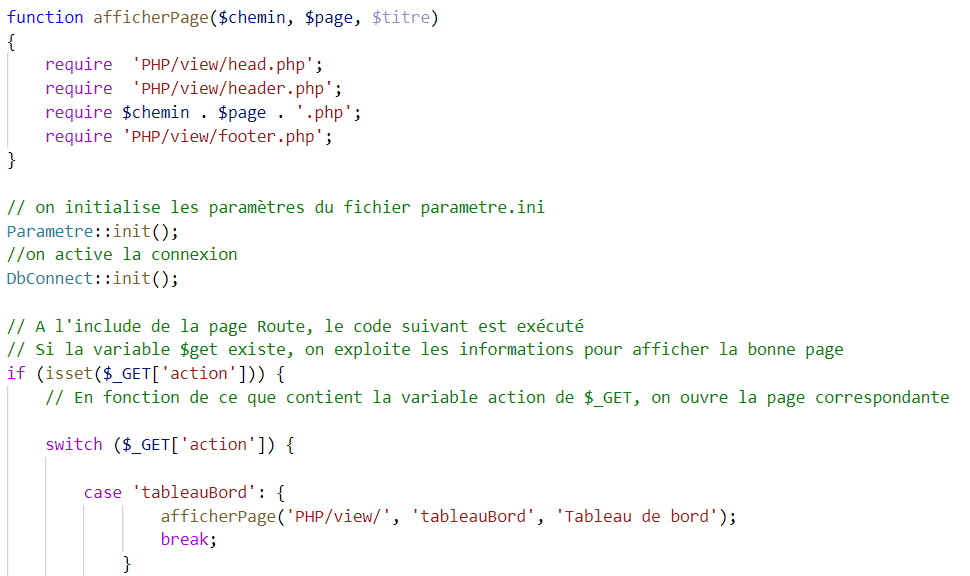 function afficherPage($chemin, $page, $titre)
{
    require  'PHP/view/head.php';
    require  'PHP/view/header.php';
    require $chemin . $page . '.php';
    require 'PHP/view/footer.php';
}
// on initialise les paramètres du fichier parametre.ini
Parametre::init();
//on active la connexion
DbConnect::init();
// A l'include de la page Route, le code suivant est exécuté
// Si la variable $get existe, on exploite les informations pour afficher la bonne page
if (isset($_GET['action'])) {
    // En fonction de ce que contient la variable action de $_GET, on ouvre la page correspondante
    switch ($_GET['action']) {
        case 'tableauBord': {
                afficherPage('PHP/view/', 'tableauBord', 'Tableau de bord');
                break;
            }